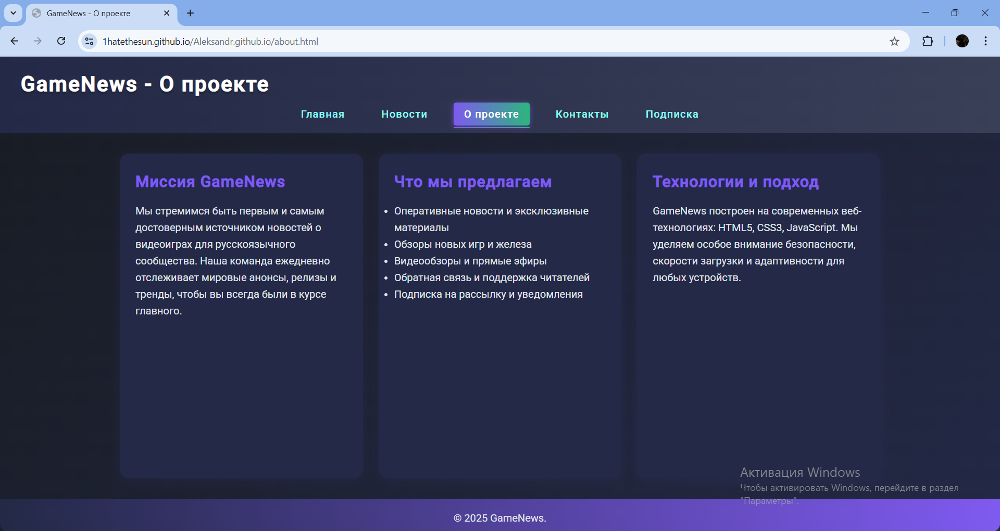 GameNews - О проекте
1hatethesun.github.io/Aleksandr.github.io/about.html
GameNews - О проекте
Главная Новости О проекте Контакты Подписка
Миссия GameNews
Мы стремимся быть первым и самым
достоверным источником новостей о
видеоиграх для русскоязычного
сообщества. Наша команда ежедневно
отслеживает мировые анонсы, релизы и
тренды, чтобы вы всегда были в курсе
главного.
Что мы предлагаем
• Оперативные новости и эксклюзивные
материалы
• Обзоры новых игр и железа
• Видеообзоры и прямые эфиры
• Обратная связь и поддержка читателей
• Подписка на рассылку и уведомления
Технологии и подход
GameNews построен на современных веб-
технологиях: HTML5, CSS3, JavaScript. Мы
уделяем особое внимание безопасности,
скорости загрузки и адаптивности для
любых устройств.
Активация Windows
Чтобы активировать Windows, перейдите в раздел
"Параметры".
© 2025 GameNews.